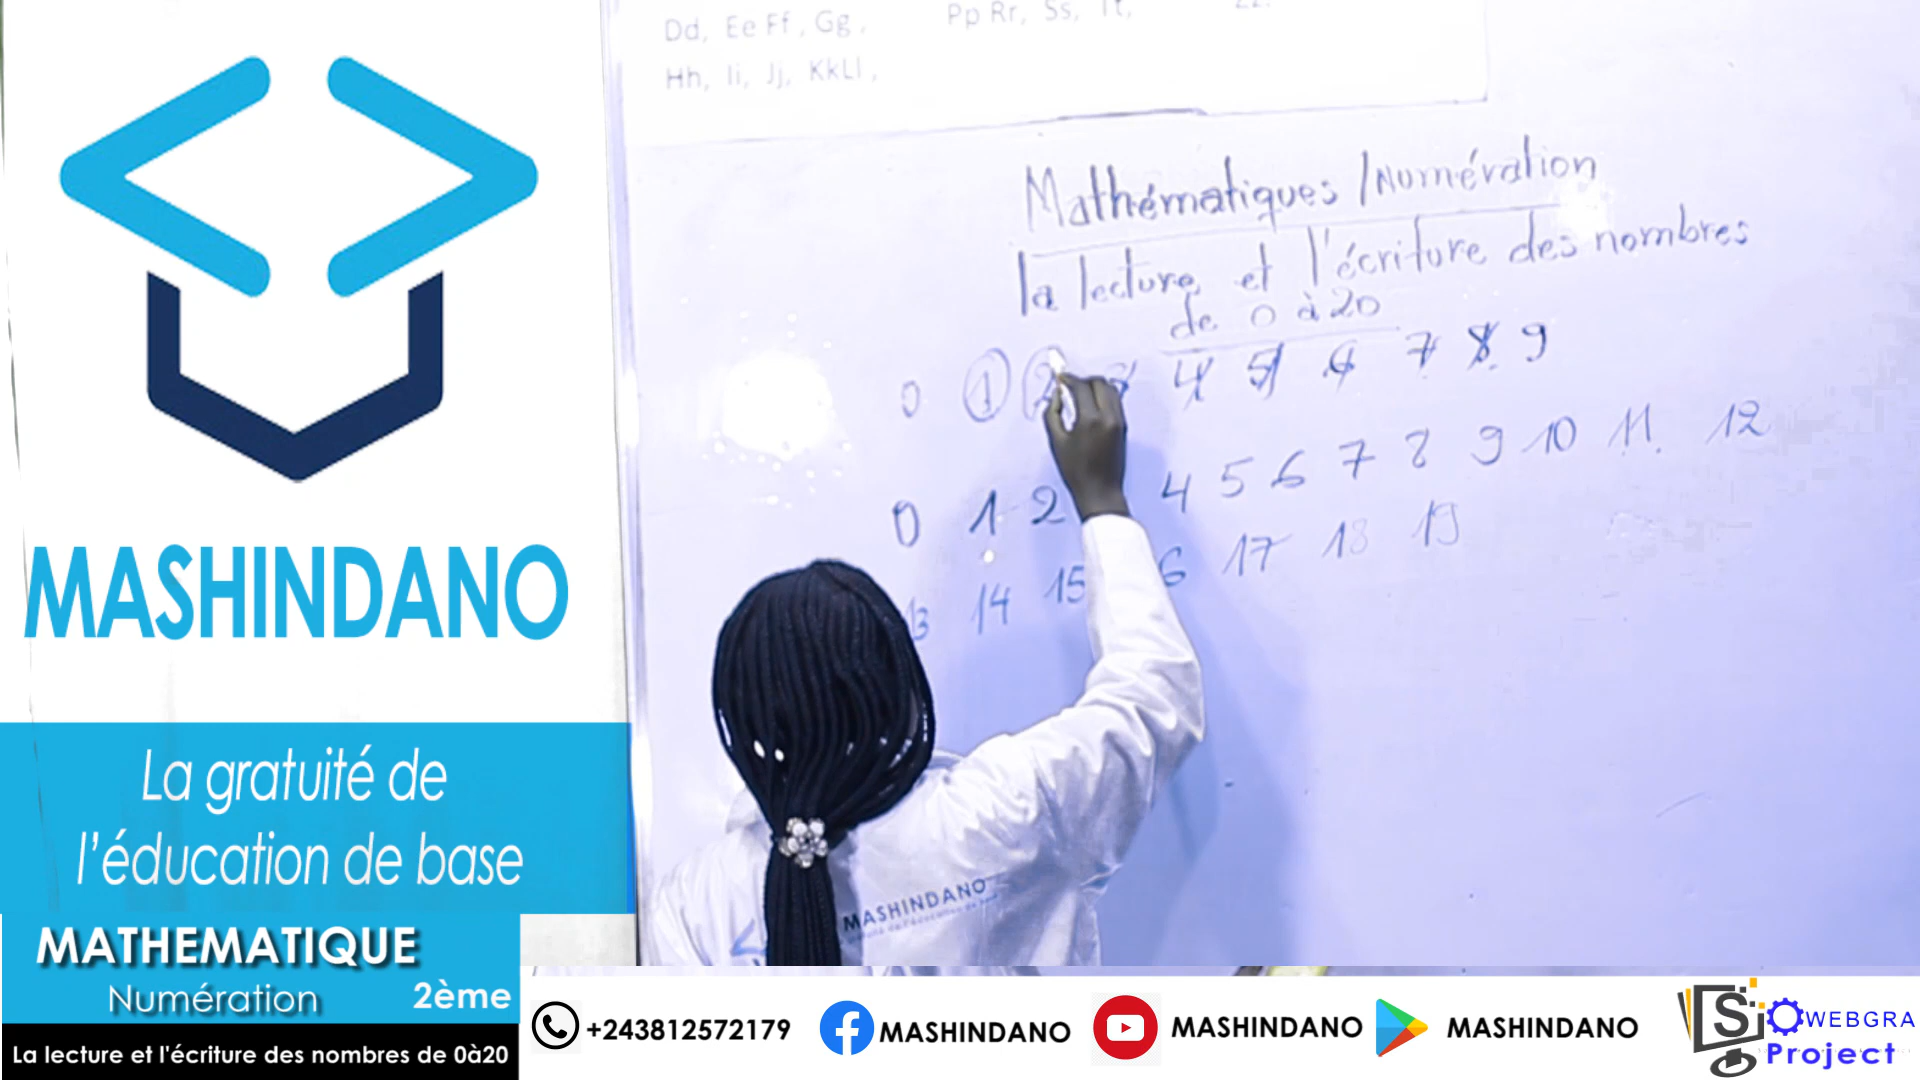 Dd, Ee Ff, Gg,
Pp Rr, Ss, Tt,
Hh, Ii, Jj, KkLl,
Mathématiques / Numération
la lecture et l'écriture des nombres
de 0 à 20
0 1 2 3 4 5 6 7 8 9
0 1 2 4 5 6 7 8 9 10 11 12
13 14 15 6 17 18 19
MASHINDANO
La gratuité de
l'éducation de base
MASHINDANO
MATHEMATIQUE
Numération 2ème
La lecture et l'écriture des nombres de 0à20
+243812572179 MASHINDANO MASHINDANO MASHINDANO
WEBGRA
Project